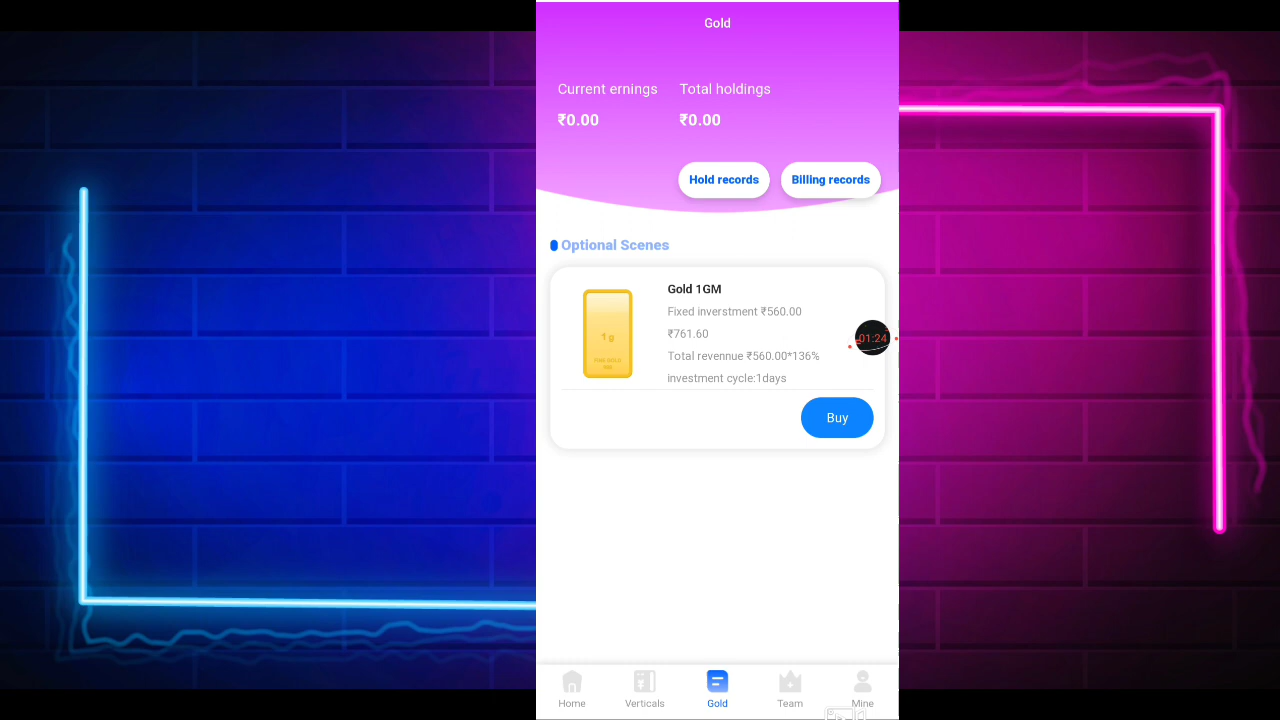 Gold
Current ernings
Total holdings
₹0.00
₹0.00
Hold records
Billing records
Optional Scenes
Gold 1GM
Fixed inverstment ₹560.00
₹761.60
Total revennue ₹560.00*136%
investment cycle:1days
1 g
01:24
Buy
Home
Verticals
Gold
Team
Mine